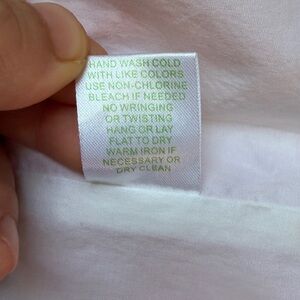 HAND WASH COLD
WITH LIKE COLORS
USE NON-CHLORINE
BLEACH IF NEEDED
NO WRINGING
OR TWISTING
HANG OR LAY
FLAT TO DRY
WARM IRON IF
NECESSARY OR
DRY CLEAN